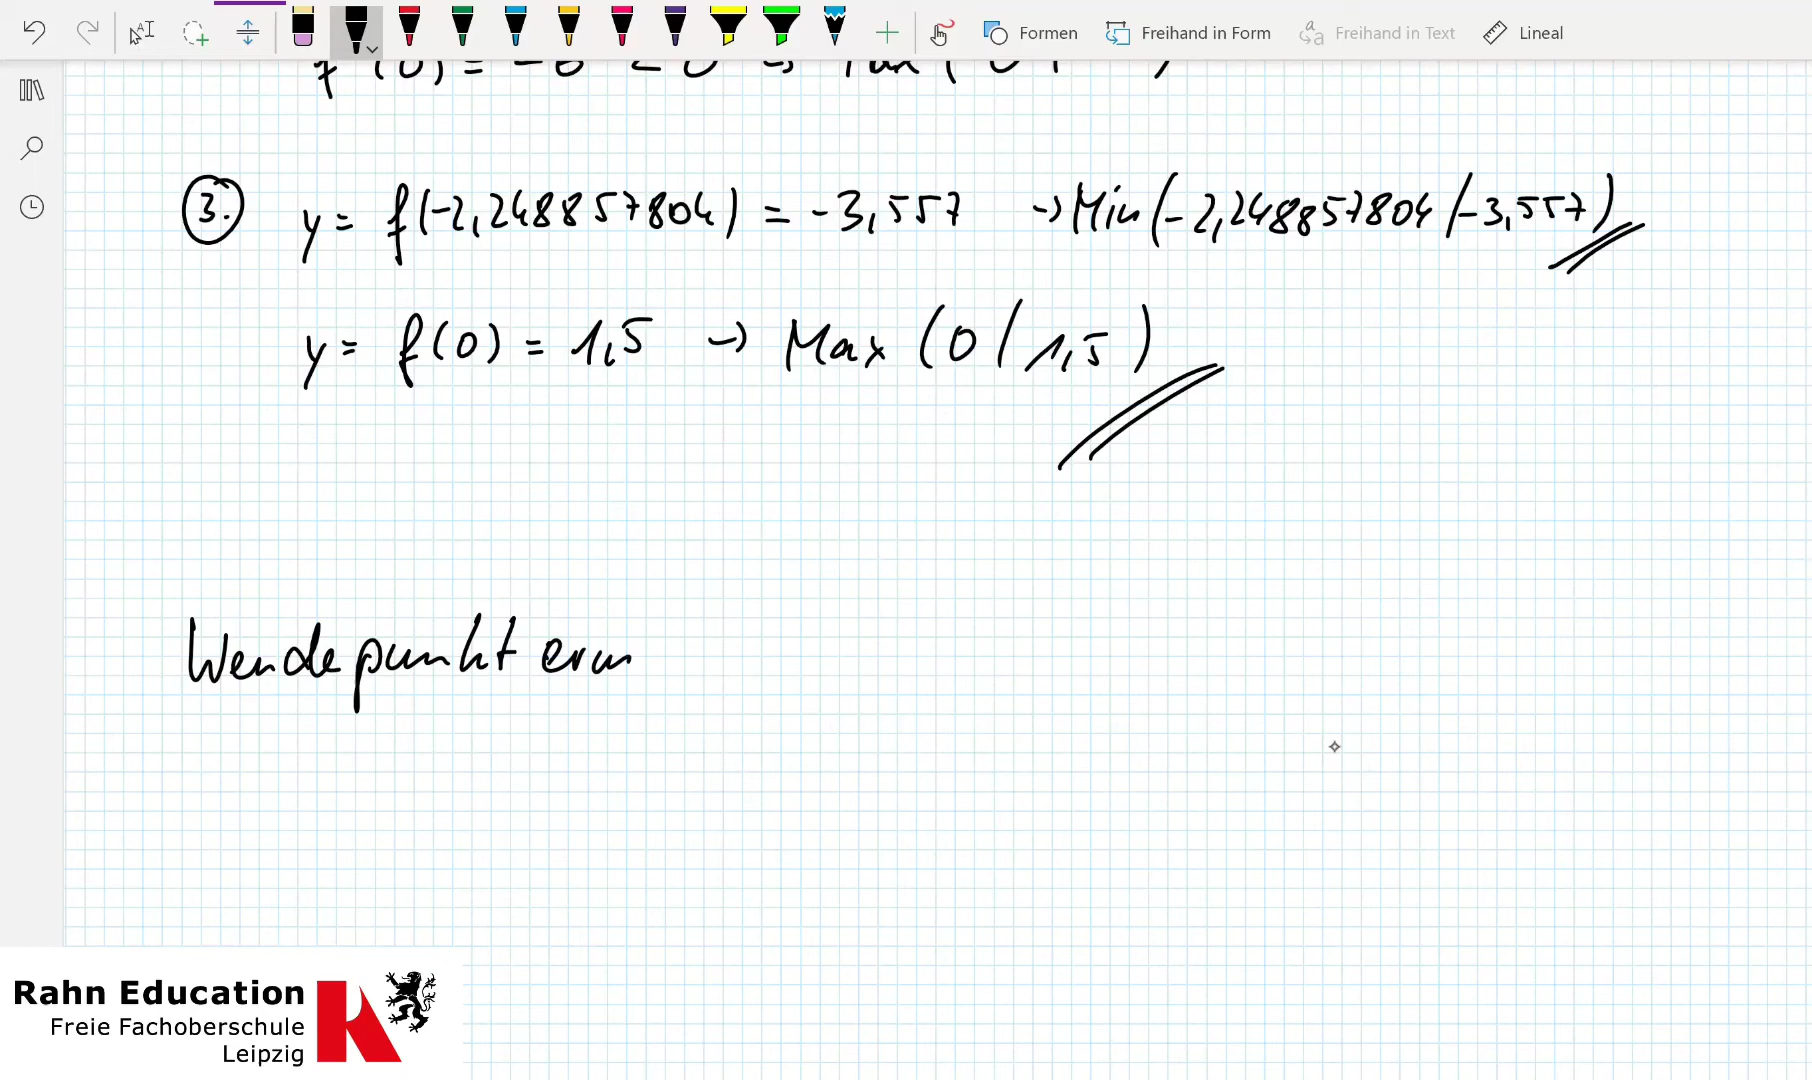 Formen Freihand in Form Freihand in Text Lineal
3. y = f(-2,248857804) = -3,557 → Min(-2,248857804/-3,557)
y = f(0) = 1,5 → Max (0/1,5)
Wendepunkt erm
Rahn Education
Freie Fachoberschule
Leipzig